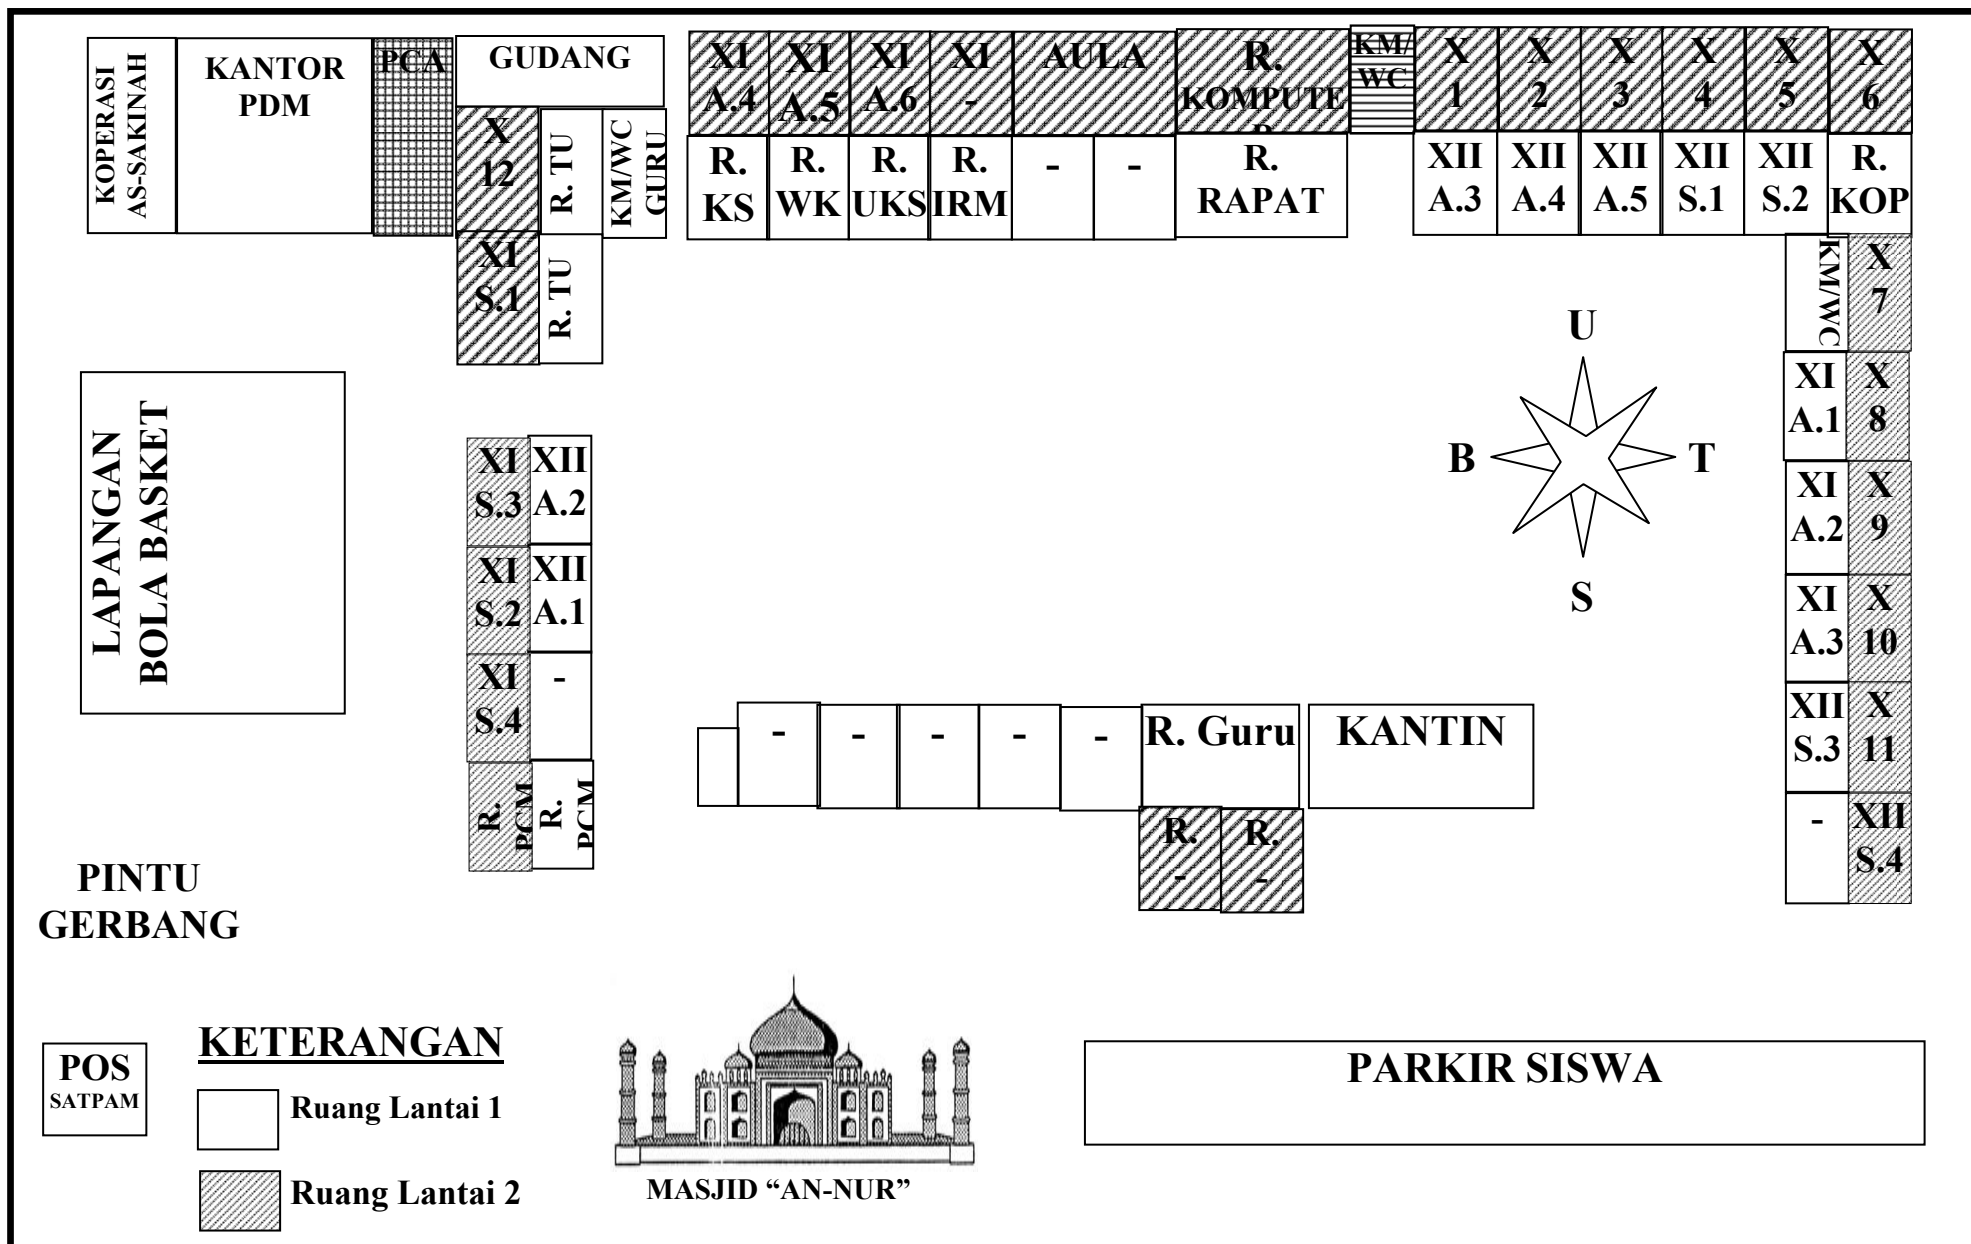 KOPERASI
AS-SAKINAH
KANTOR
PDM
PCA
GUDANG
X
12
R. TU
KM/WC
GURU
XI
S.1
R. TU
XI
A.4
XI
A.5
XI
A.6
XI
-
AULA
R.
KOMPUTE
R
KM/
WC
X
1
X
2
X
3
X
4
X
5
X
6
R.
KS
R.
WK
R.
UKS
R.
IRM
-
-
R.
RAPAT
XII
A.3
XII
A.4
XII
A.5
XII
S.1
XII
S.2
R.
KOP
KM/WC
X
7
XI
A.1
X
8
XI
A.2
X
9
XI
A.3
X
10
XII
S.3
X
11
-
XII
S.4
U
B
T
S
LAPANGAN
BOLA BASKET
XI
S.3
XII
A.2
XI
S.2
XII
A.1
XI
S.4
-
R.
PCM
R.
PCM
-
-
-
-
-
R. Guru
KANTIN
R.
-
R.
-
PINTU
GERBANG
POS
SATPAM
KETERANGAN
Ruang Lantai 1
Ruang Lantai 2
MASJID “AN-NUR”
PARKIR SISWA